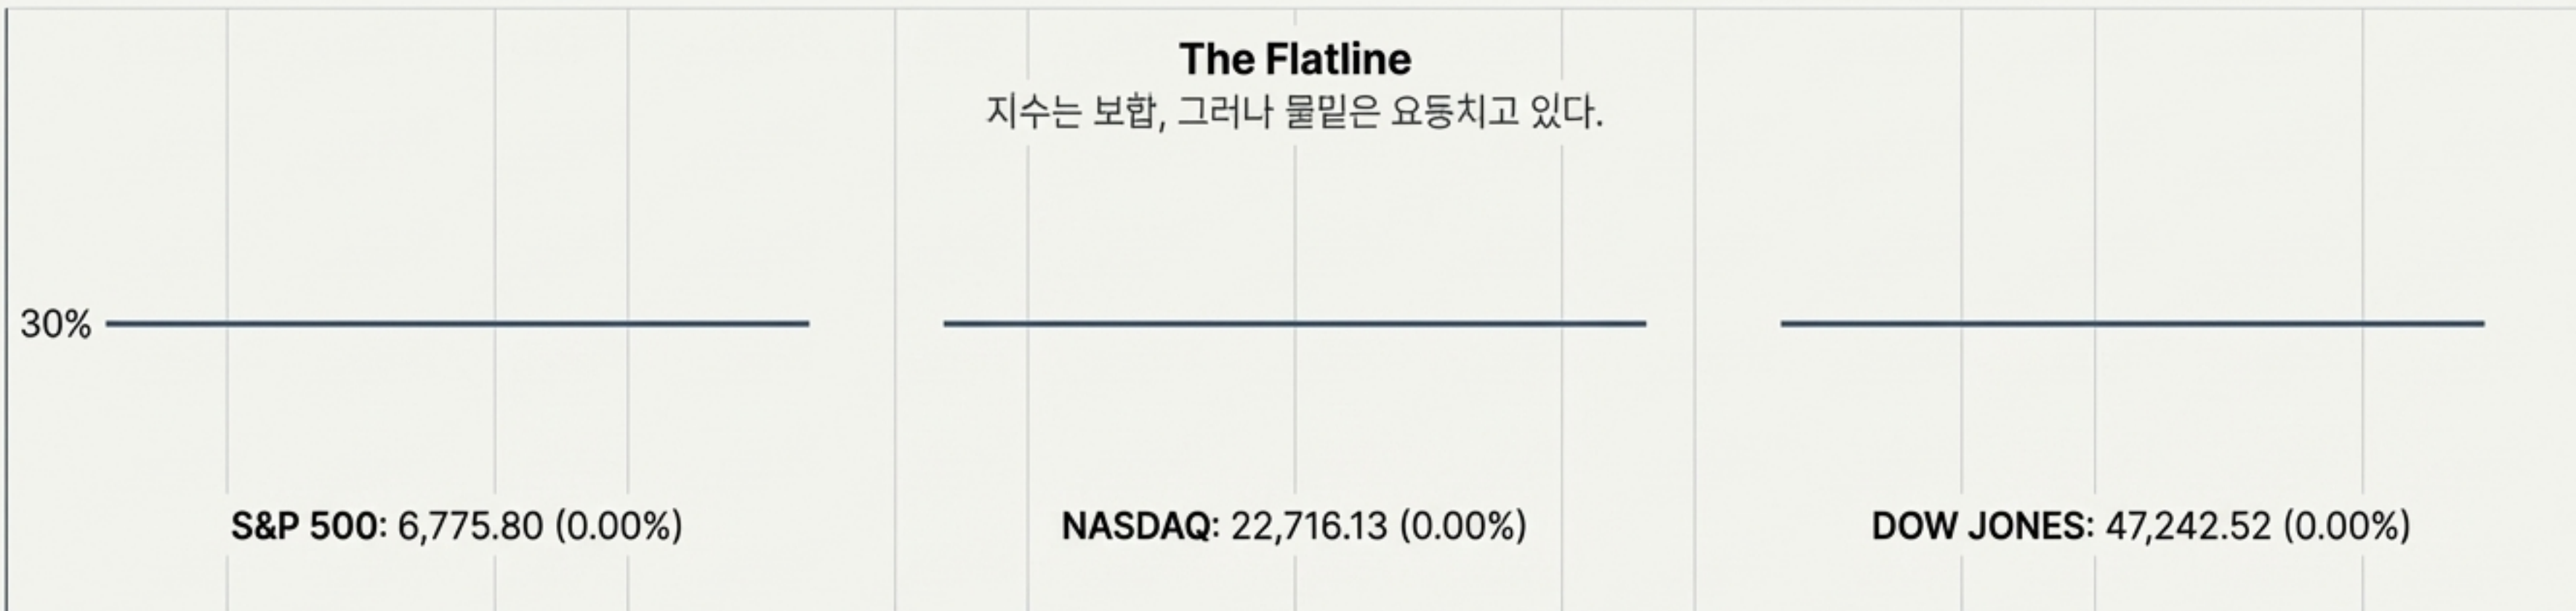 The Flatline
지수는 보합, 그러나 물밑은 요동치고 있다.
30%
S&P 500: 6,775.80 (0.00%)
NASDAQ: 22,716.13 (0.00%)
DOW JONES: 47,242.52 (0.00%)